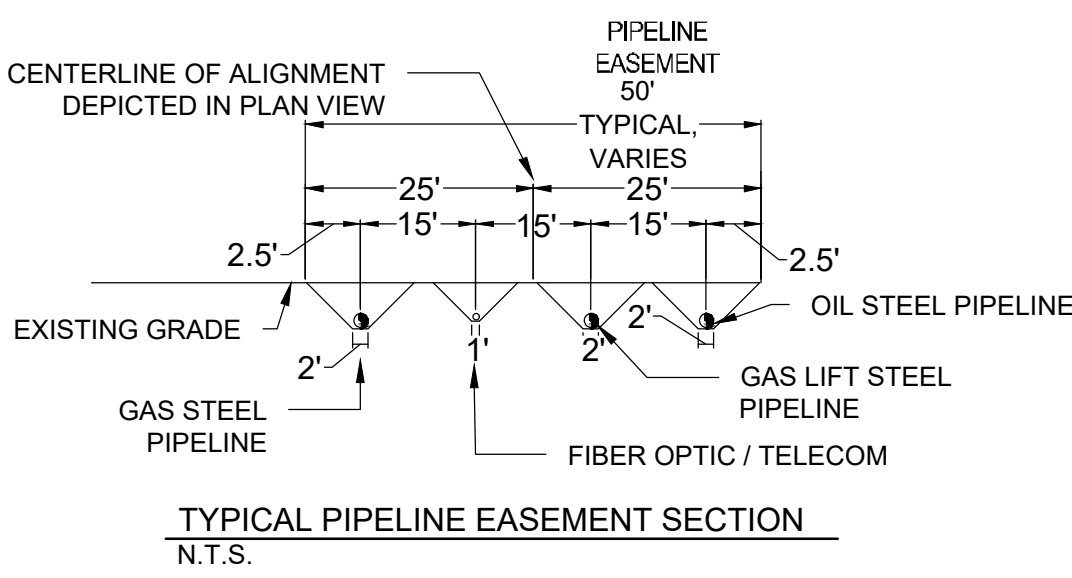 PIPELINE
EASEMENT
50'
TYPICAL,
VARIES
CENTERLINE OF ALIGNMENT
DEPICTED IN PLAN VIEW
25' 25'
15' 15' 15'
2.5' 2.5'
EXISTING GRADE
OIL STEEL PIPELINE
2' 1' 2' 2'
GAS STEEL
PIPELINE
GAS LIFT STEEL
PIPELINE
FIBER OPTIC / TELECOM
TYPICAL PIPELINE EASEMENT SECTION
N.T.S.